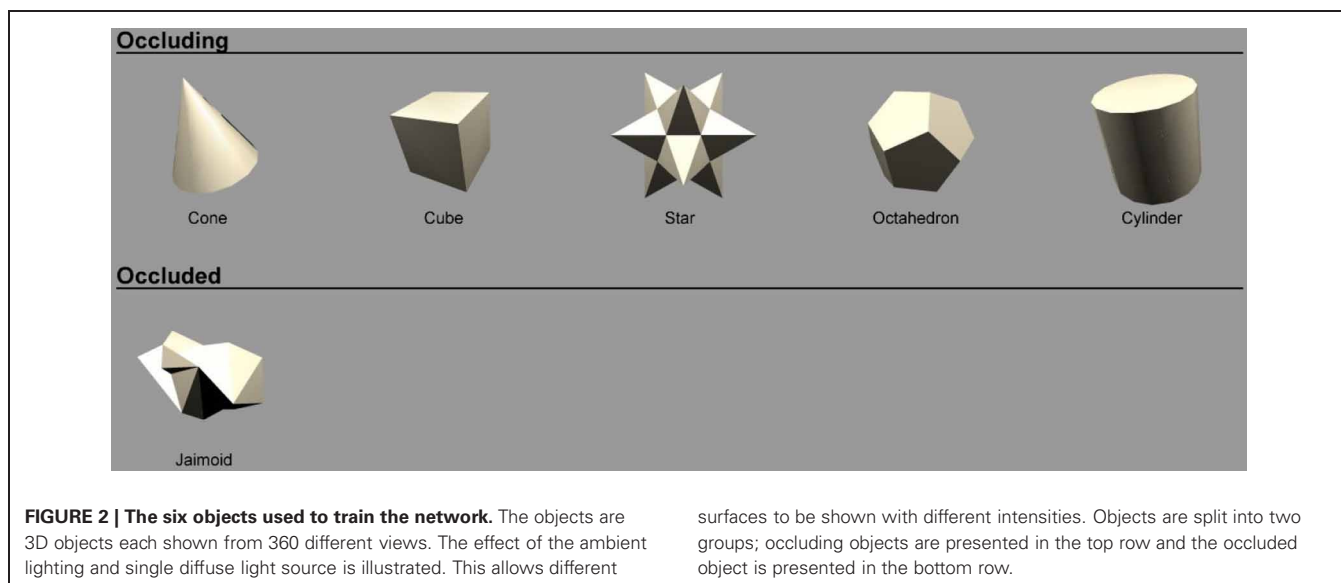 Occluding
Cone
Cube
Star
Octahedron
Cylinder
Occluded
Jaimoid
FIGURE 2 | The six objects used to train the network. The objects are
3D objects each shown from 360 different views. The effect of the ambient
lighting and single diffuse light source is illustrated. This allows different
surfaces to be shown with different intensities. Objects are split into two
groups; occluding objects are presented in the top row and the occluded
object is presented in the bottom row.